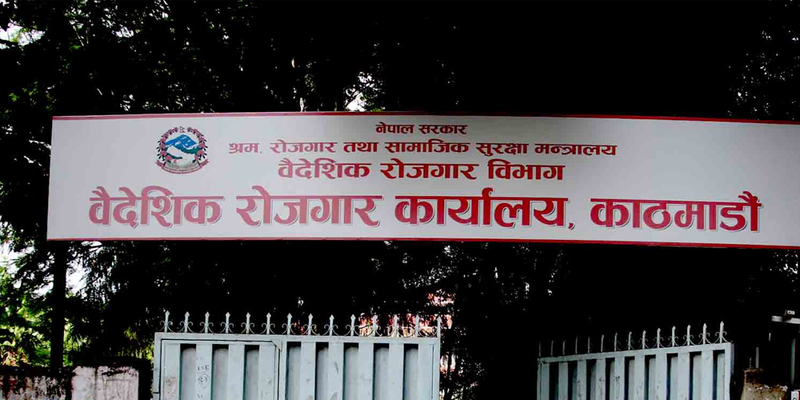 नेपाल सरकार
श्रम, रोजगार तथा सामाजिक सुरक्षा मन्त्रालय
वैदेशिक रोजगार विभाग
वैदेशिक रोजगार कार्यालय, काठमाडौं